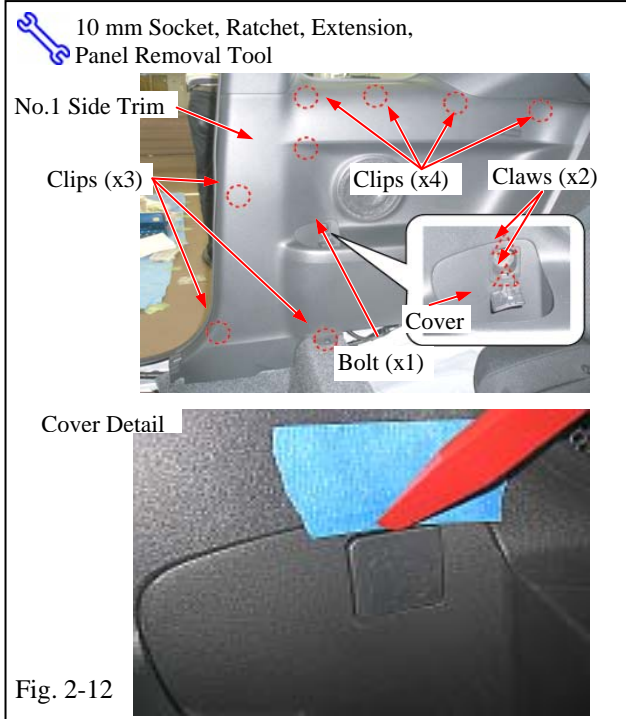 10 mm Socket, Ratchet, Extension,
Panel Removal Tool
No.1 Side Trim
Clips (x3)
Clips (x4)
Claws (x2)
Cover
Bolt (x1)
Cover Detail
Fig. 2-12